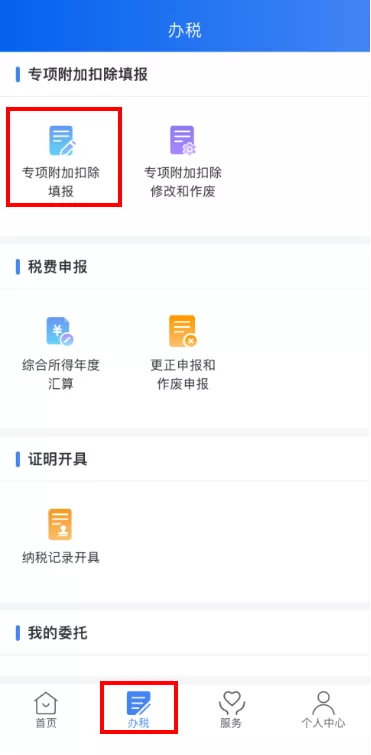 办税
专项附加扣除填报
专项附加扣除
填报
专项附加扣除
修改和作废
税费申报
¥
综合所得年度
汇算
更正申报和
作废申报
证明开具
纳税记录开具
我的委托
首页
办税
服务
个人中心